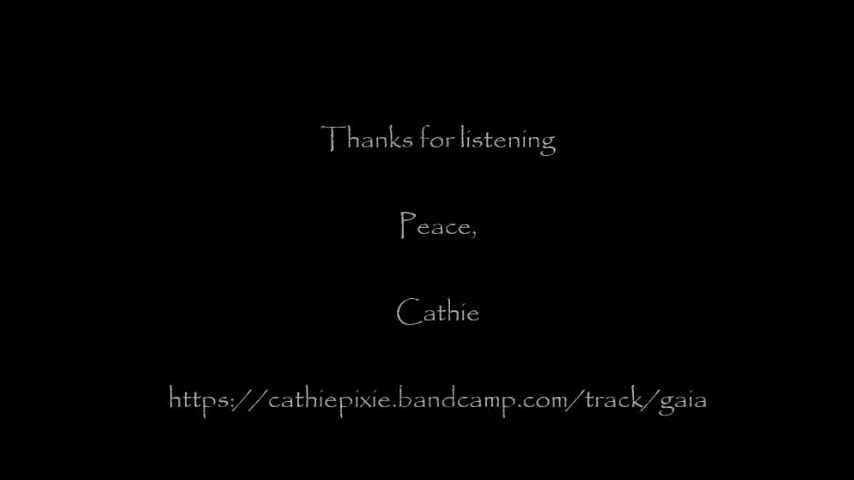 Thanks for listening
Peace,
Cathie
https://cathiepixie.bandcamp.com/track/gaia